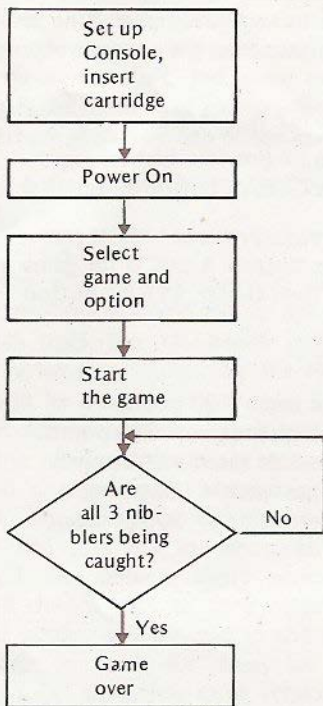 Set up
Console,
insert
cartridge
Power On
Select
game and
option
Start
the game
Are
all 3 nib-
blers being
caught?
No
Yes
Game
over